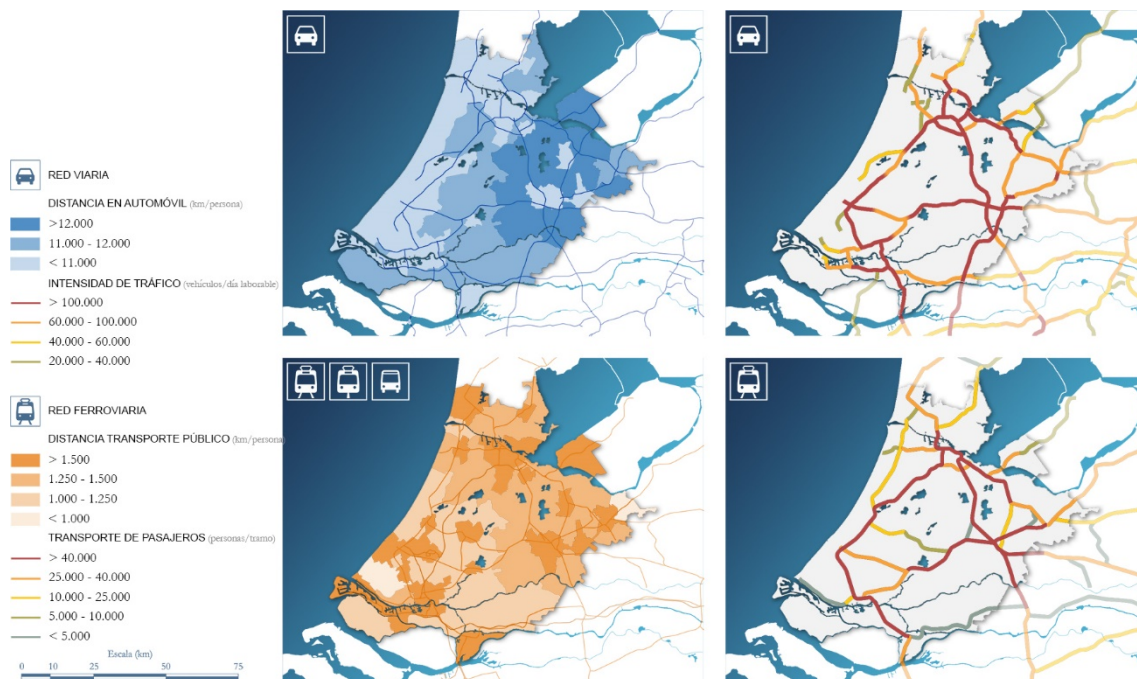 RED VIARIA
DISTANCIA EN AUTOMÓVIL (km/persona)
>12.000
11.000 - 12.000
< 11.000
INTENSIDAD DE TRÁFICO (vehículos/día laborable)
> 100.000
60.000 - 100.000
40.000 - 60.000
20.000 - 40.000
RED FERROVIARIA
DISTANCIA TRANSPORTE PÚBLICO (km/persona)
> 1.500
1.250 - 1.500
1.000 - 1.250
< 1.000
TRANSPORTE DE PASAJEROS (personas/tramo)
> 40.000
25.000 - 40.000
10.000 - 25.000
5.000 - 10.000
< 5.000
Escala (km)
0 10 25 50 75